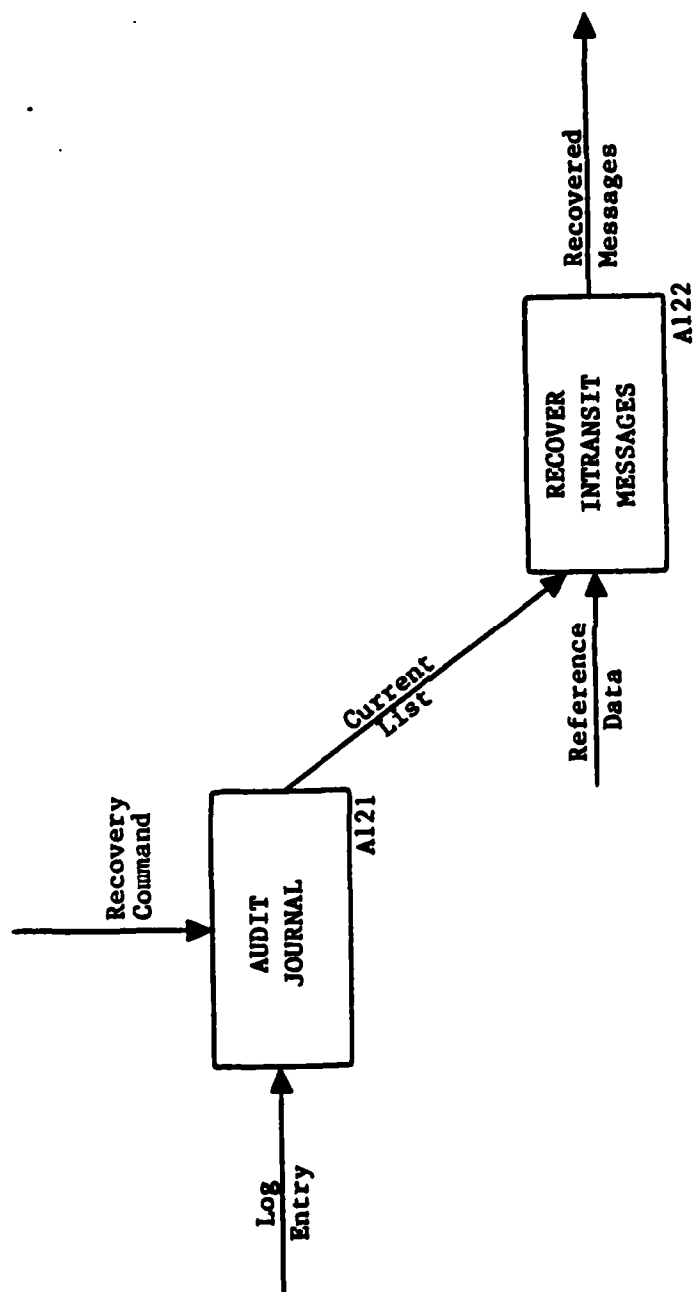 Log
Entry
Recovery
Command
AUDIT
JOURNAL
A121
Current
List
Reference
Data
RECOVER
INTRANSIT
MESSAGES
A122
Recovered
Messages